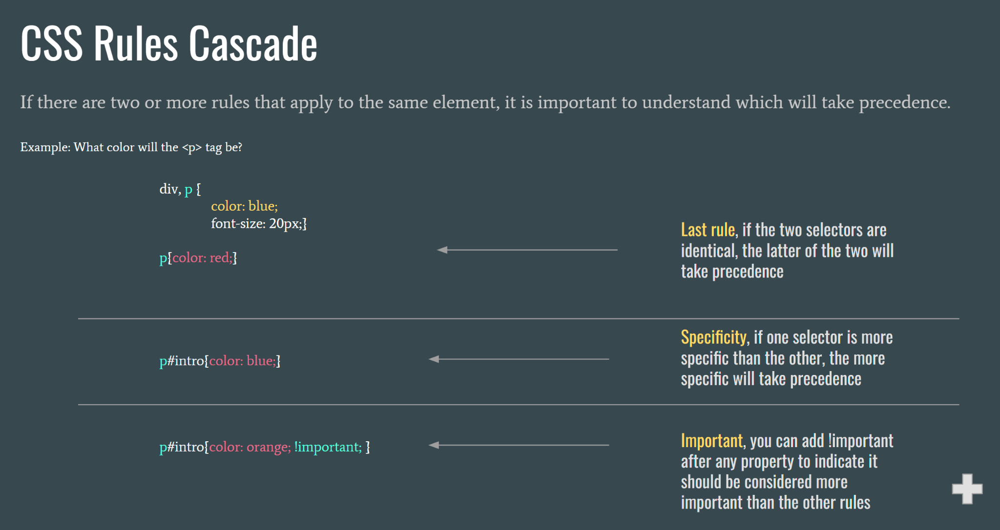 CSS Rules Cascade
If there are two or more rules that apply to the same element, it is important to understand which will take precedence.
Example: What color will the <p> tag be?
div, p {
color: blue;
font-size: 20px;}
p{color: red;}
Last rule, if the two selectors are
identical, the latter of the two will
take precedence
p#intro{color: blue;}
Specificity, if one selector is more
specific than the other, the more
specific will take precedence
p#intro{color: orange; !important; }
Important, you can add !important
after any property to indicate it
should be considered more
important than the other rules